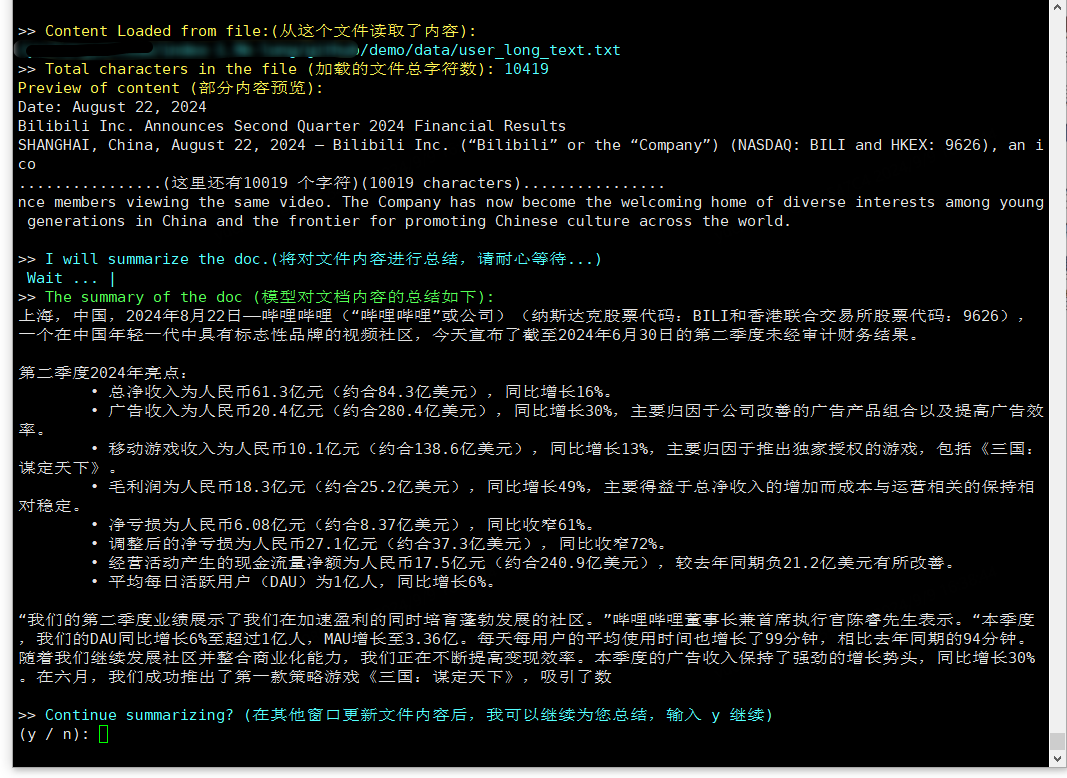 >> Content Loaded from file:(从这个文件读取了内容):
/demo/data/user_long_text.txt
>> Total characters in the file (加载的文件总字符数): 10419
Preview of content (部分内容预览):
Date: August 22, 2024
Bilibili Inc. Announces Second Quarter 2024 Financial Results
SHANGHAI, China, August 22, 2024 — Bilibili Inc. (“Bilibili” or the “Company”) (NASDAQ: BILI and HKEX: 9626), an i
co
................(这里还有10019 个字符)(10019 characters)................
nce members viewing the same video. The Company has now become the welcoming home of diverse interests among young
generations in China and the frontier for promoting Chinese culture across the world.
>> I will summarize the doc.(将对文件内容进行总结，请耐心等待...)
Wait ... |
>> The summary of the doc (模型对文档内容的总结如下):
上海，中国，2024年8月22日——哔哩哔哩（“哔哩哔哩”或公司）（纳斯达克股票代码：BILI和香港联合交易所股票代码：9626），
一个在中国年轻一代中具有标志性品牌的视频社区，今天宣布了截至2024年6月30日的第二季度未经审计财务结果。
第二季度2024年亮点：
• 总净收入为人民币61.3亿元（约合84.3亿美元），同比增长16%。
• 广告收入为人民币20.4亿元（约合280.4亿美元），同比增长30%，主要归因于公司改善的广告产品组合以及提高广告效
率。
• 移动游戏收入为人民币10.1亿元（约合138.6亿美元），同比增长13%，主要归因于推出独家授权的游戏，包括《三国：
谋定天下》。
• 毛利润为人民币18.3亿元（约合25.2亿美元），同比增长49%，主要得益于总净收入的增加而成本与运营相关的保持相
对稳定。
• 净亏损为人民币6.08亿元（约合8.37亿美元），同比收窄61%。
• 调整后的净亏损为人民币27.1亿元（约合37.3亿美元），同比收窄72%。
• 经营活动产生的现金流量净额为人民币17.5亿元（约合240.9亿美元），较去年同期负21.2亿美元有所改善。
• 平均每日活跃用户（DAU）为1亿人，同比增长6%。
“我们的第二季度业绩展示了我们在加速盈利的同时培育蓬勃发展的社区。”哔哩哔哩董事长兼首席执行官陈睿先生表示。“本季度
，我们的DAU同比增长6%至超过1亿人，MAU增长至3.36亿。每天每用户的平均使用时间也增长了99分钟，相比去年同期的94分钟。
随着我们继续发展社区并整合商业化能力，我们正在不断提高变现效率。本季度的广告收入保持了强劲的增长势头，同比增长30%
。在六月，我们成功推出了第一款策略游戏《三国：谋定天下》，吸引了数
>> Continue summarizing? (在其他窗口更新文件内容后，我可以继续为您总结，输入 y 继续)
(y / n):